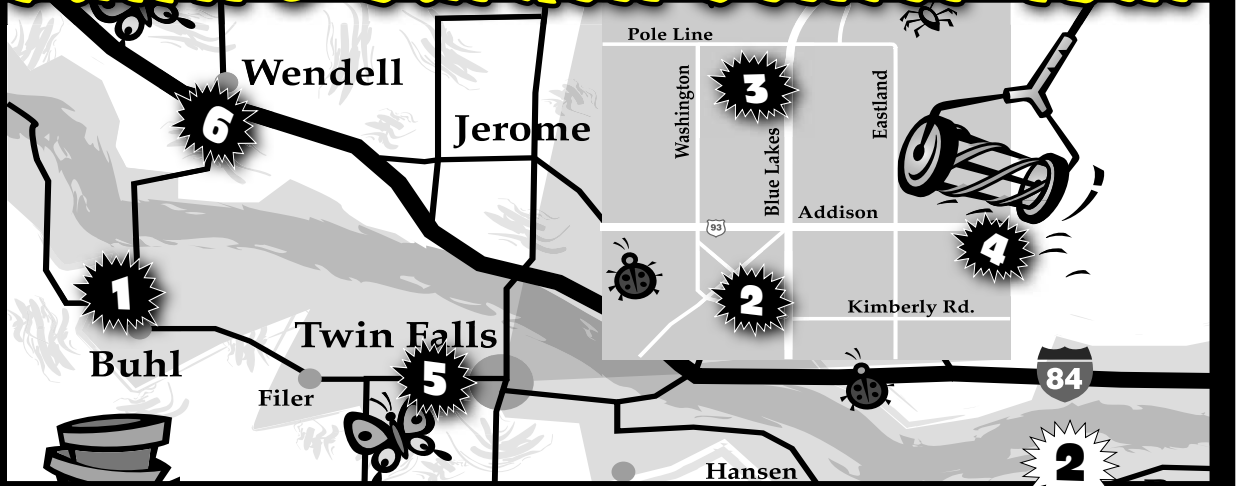 Pole Line
Wendell
3
Washington
Eastland
6
Jerome
Blue Lakes
Addison
93
4
1
2
Kimberly Rd.
Twin Falls
Buhl
5
84
Filer
2
Hansen